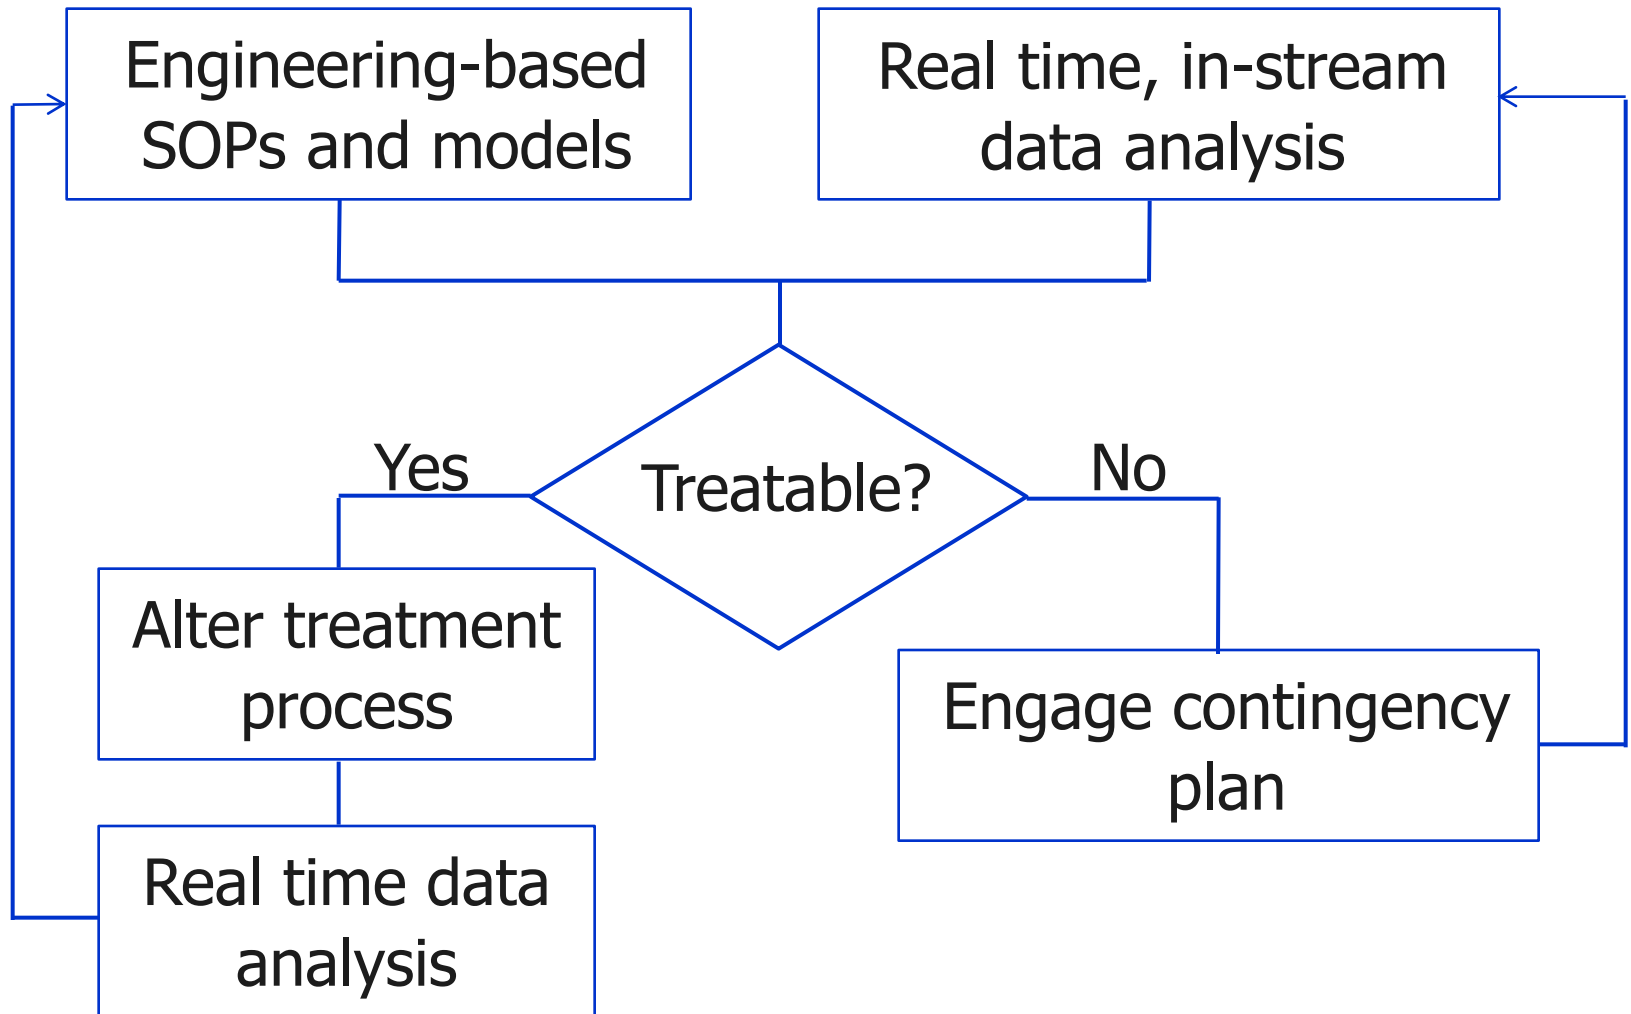 Engineering-based
SOPs and models
Real time, in-stream
data analysis
Yes
Treatable?
No
Alter treatment
process
Engage contingency
plan
Real time data
analysis